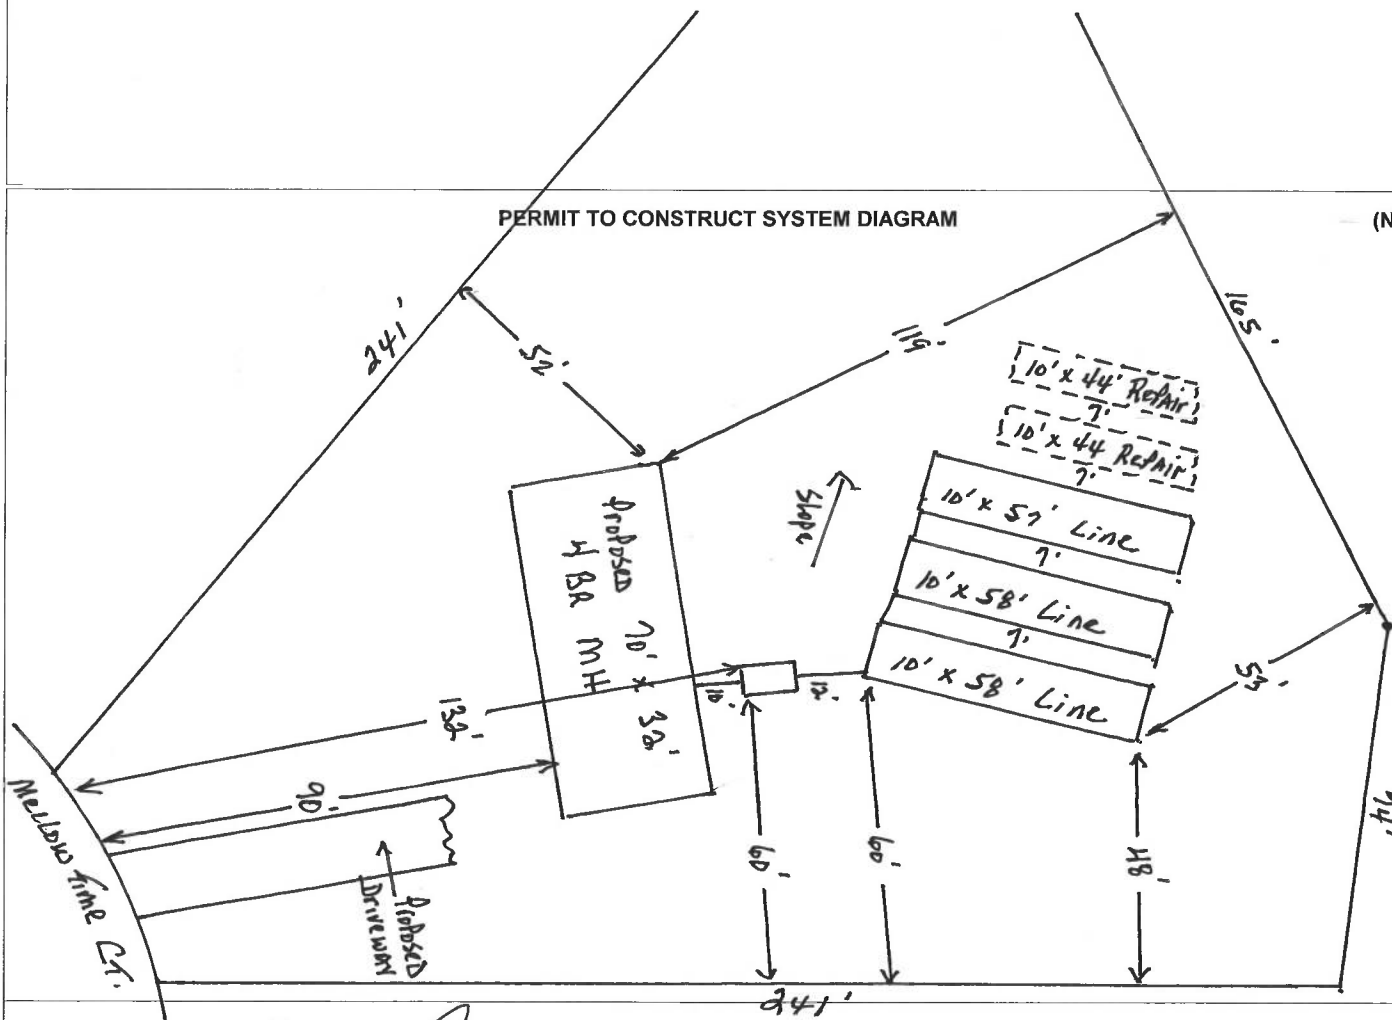 PERMIT TO CONSTRUCT SYSTEM DIAGRAM
(N
241'
52'
119'
165'
10' x 44' Repair
7'
10' x 44 Repair
7'
10' x 57' Line
7'
10' x 58' Line
7'
10' x 58' Line
Slope
Proposed 70' x 32'
4 BR MH
10'
12'
53'
132'
90'
60'
60'
48'
94'
Proposed
Driveway
Mellow Time CT.
241'